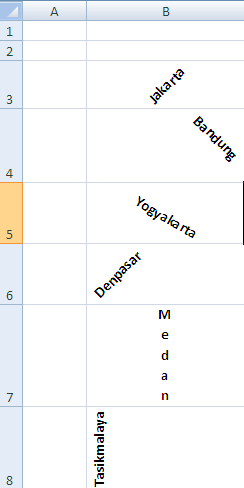 A B
1
2
3 Jakarta
4 Bandung
5 Yogyakarta
6 Denpasar
7 Medan
8 Tasikmalaya